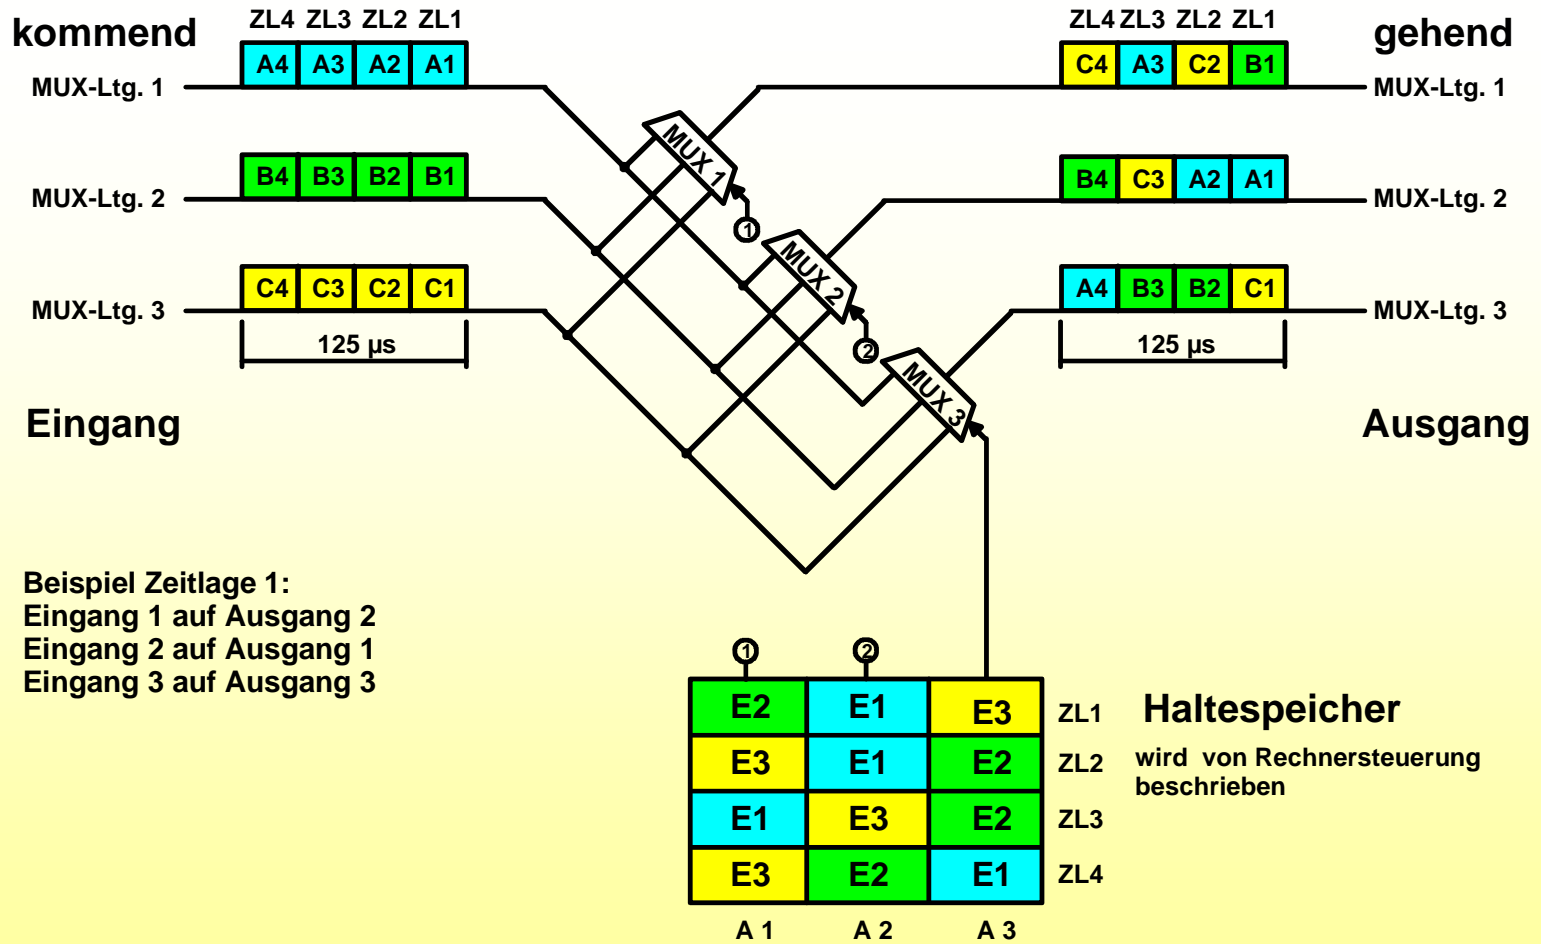 kommend
ZL4 ZL3 ZL2 ZL1
ZL4 ZL3 ZL2 ZL1
gehend
MUX-Ltg. 1
A4 A3 A2 A1
C4 A3 C2 B1
MUX-Ltg. 1
MUX 1
MUX-Ltg. 2
B4 B3 B2 B1
B4 C3 A2 A1
MUX-Ltg. 2
1
MUX 2
MUX-Ltg. 3
C4 C3 C2 C1
A4 B3 B2 C1
MUX-Ltg. 3
125 µs
2
125 µs
MUX 3
Eingang
Ausgang
Beispiel Zeitlage 1:
Eingang 1 auf Ausgang 2
Eingang 2 auf Ausgang 1
Eingang 3 auf Ausgang 3
1 2
E2 E1 E3 ZL1
Haltespeicher
E3 E1 E2 ZL2
wird von Rechnersteuerung
beschrieben
E1 E3 E2 ZL3
E3 E2 E1 ZL4
A 1 A 2 A 3